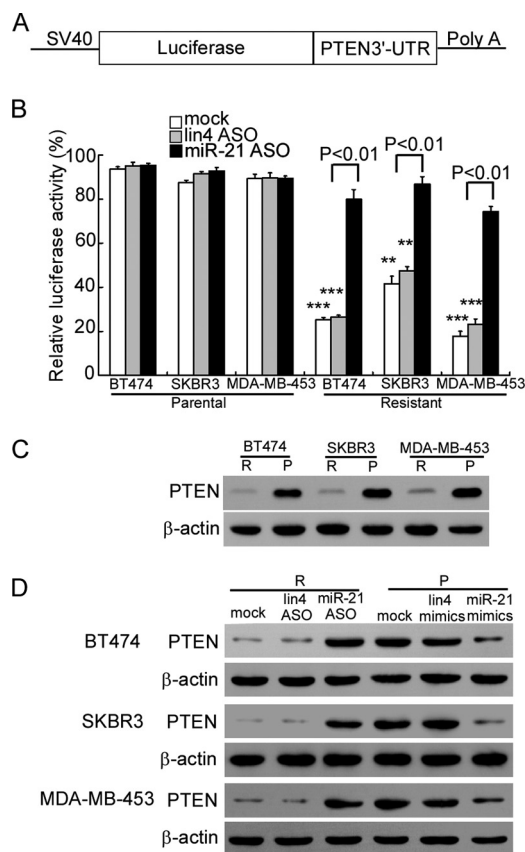 A
SV40 Luciferase PTEN3'-UTR Poly A
B
mock
lin4 ASO
miR-21 ASO
Relative luciferase activity (%)
100
80
60
40
20
0
P<0.01 P<0.01 P<0.01
*** *** ** ** *** ***
BT474 SKBR3 MDA-MB-453 BT474 SKBR3 MDA-MB-453
Parental Resistant
C
BT474 SKBR3 MDA-MB-453
R P R P R P
PTEN
β-actin
D
R P
mock lin4 ASO miR-21 ASO mock lin4 mimics miR-21 mimics
BT474 PTEN
β-actin
SKBR3 PTEN
β-actin
MDA-MB-453 PTEN
β-actin